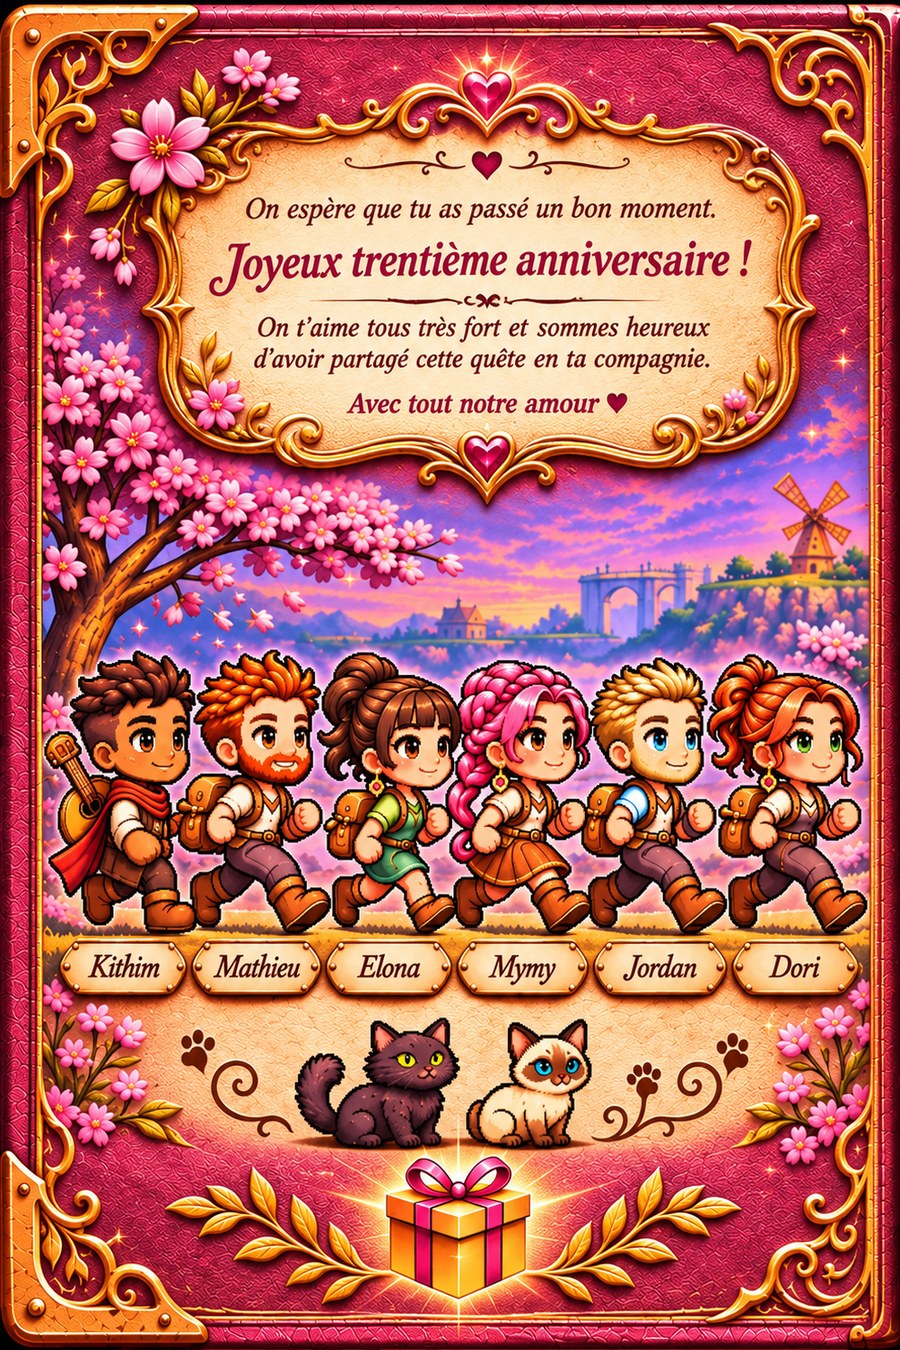 On espère que tu as passé un bon moment.
Joyeux trentième anniversaire !
On t'aime tous très fort et sommes heureux
d'avoir partagé cette quête en ta compagnie.
Avec tout notre amour ♥
Kithim
Mathieu
Elona
Mymy
Jordan
Dori